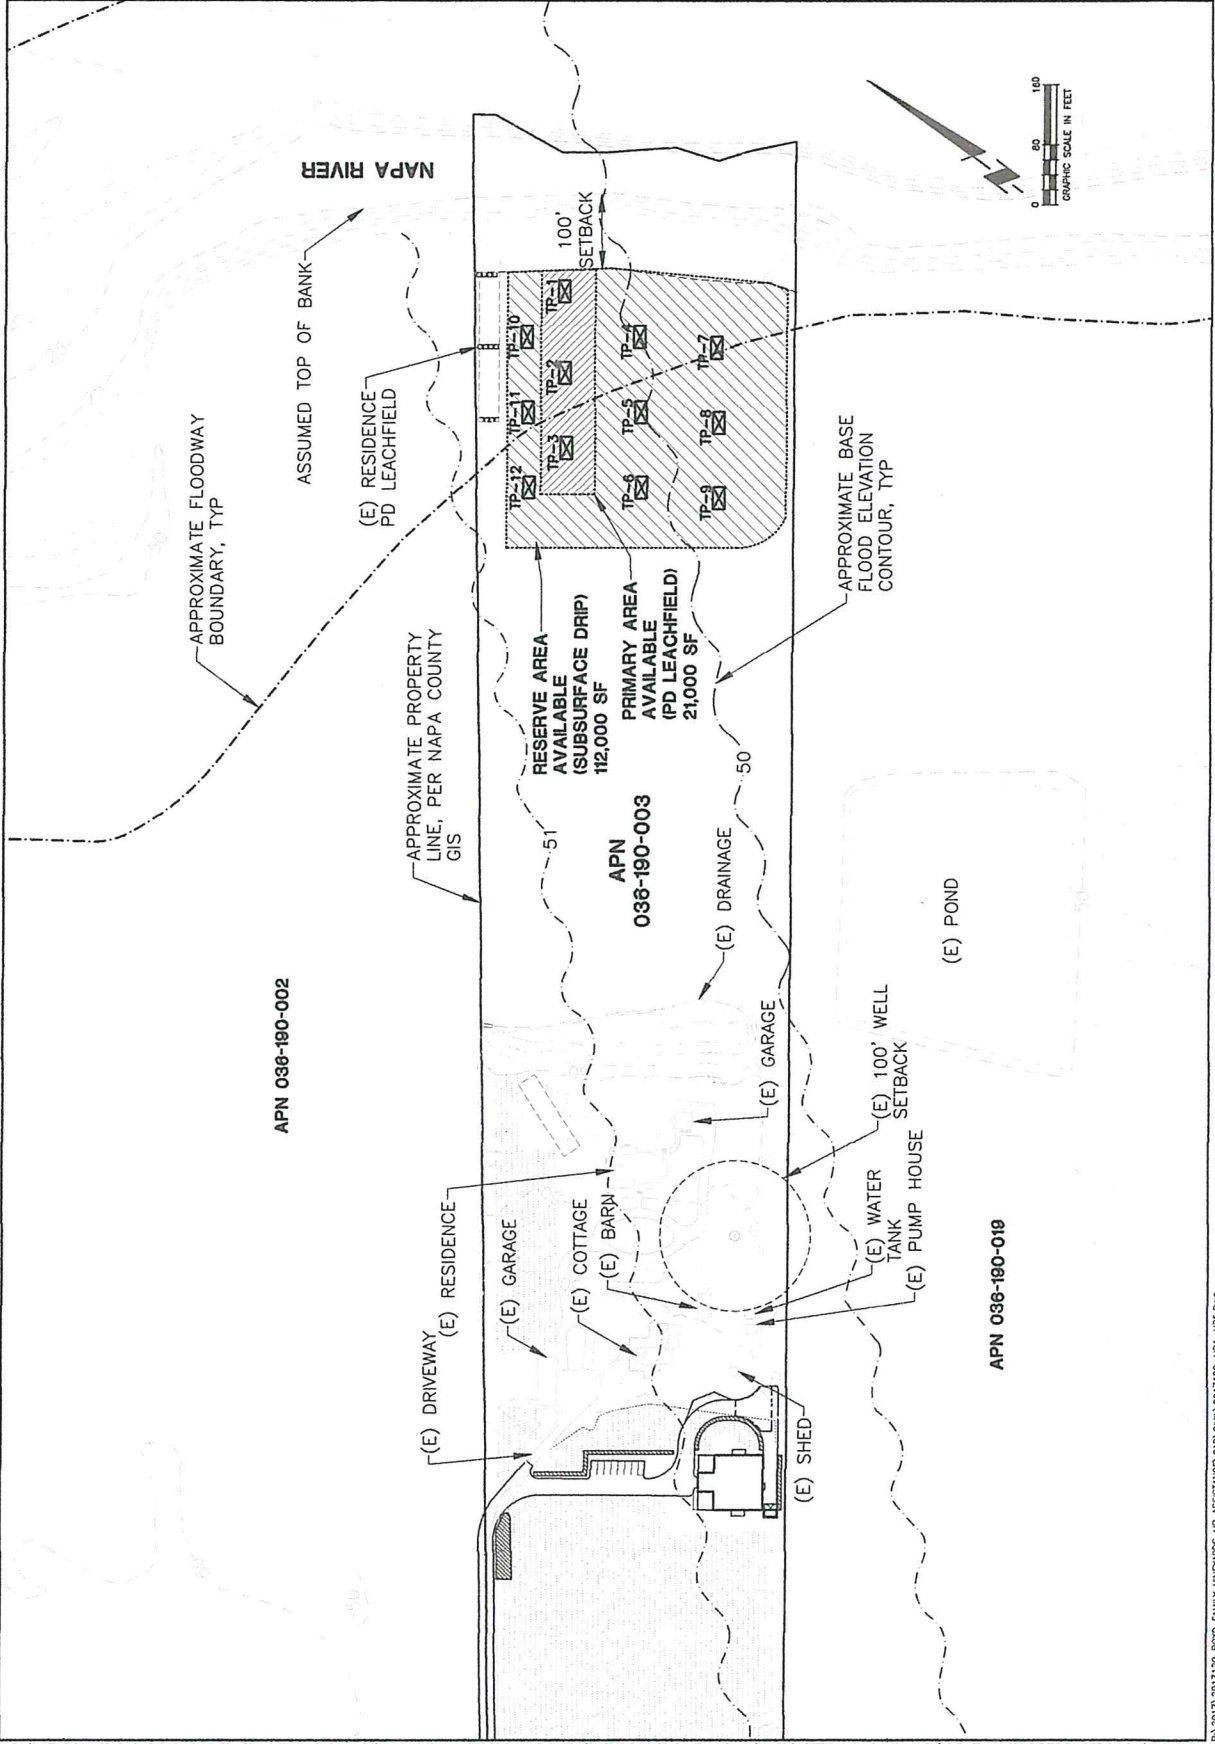 NAPA RIVER
ASSUMED TOP OF BANK
100'
SETBACK
0 80 160
GRAPHIC SCALE IN FEET
(E) RESIDENCE
PD LEACHFIELD
APPROXIMATE FLOODWAY
BOUNDARY, TYP
TP-10
TP-1
TP-11
TP-2
TP-4
TP-7
TP-12
TP-3
TP-5
TP-8
TP-6
TP-9
APPROXIMATE BASE
FLOOD ELEVATION
CONTOUR, TYP
RESERVE AREA
AVAILABLE
(SUBSURFACE DRIP)
112,000 SF
PRIMARY AREA
AVAILABLE
(PD LEACHFIELD)
21,000 SF
APPROXIMATE PROPERTY
LINE, PER NAPA COUNTY
GIS
51
50
APN
036-190-003
(E) DRAINAGE
(E) POND
50
APN 036-190-002
(E) GARAGE
(E) 100' WELL
SETBACK
(E) RESIDENCE
(E) GARAGE
(E) COTTAGE
(E) BARN
(E) WATER
TANK
(E) PUMP HOUSE
(E) DRIVEWAY
(E) SHED
APN 036-190-019
50
50